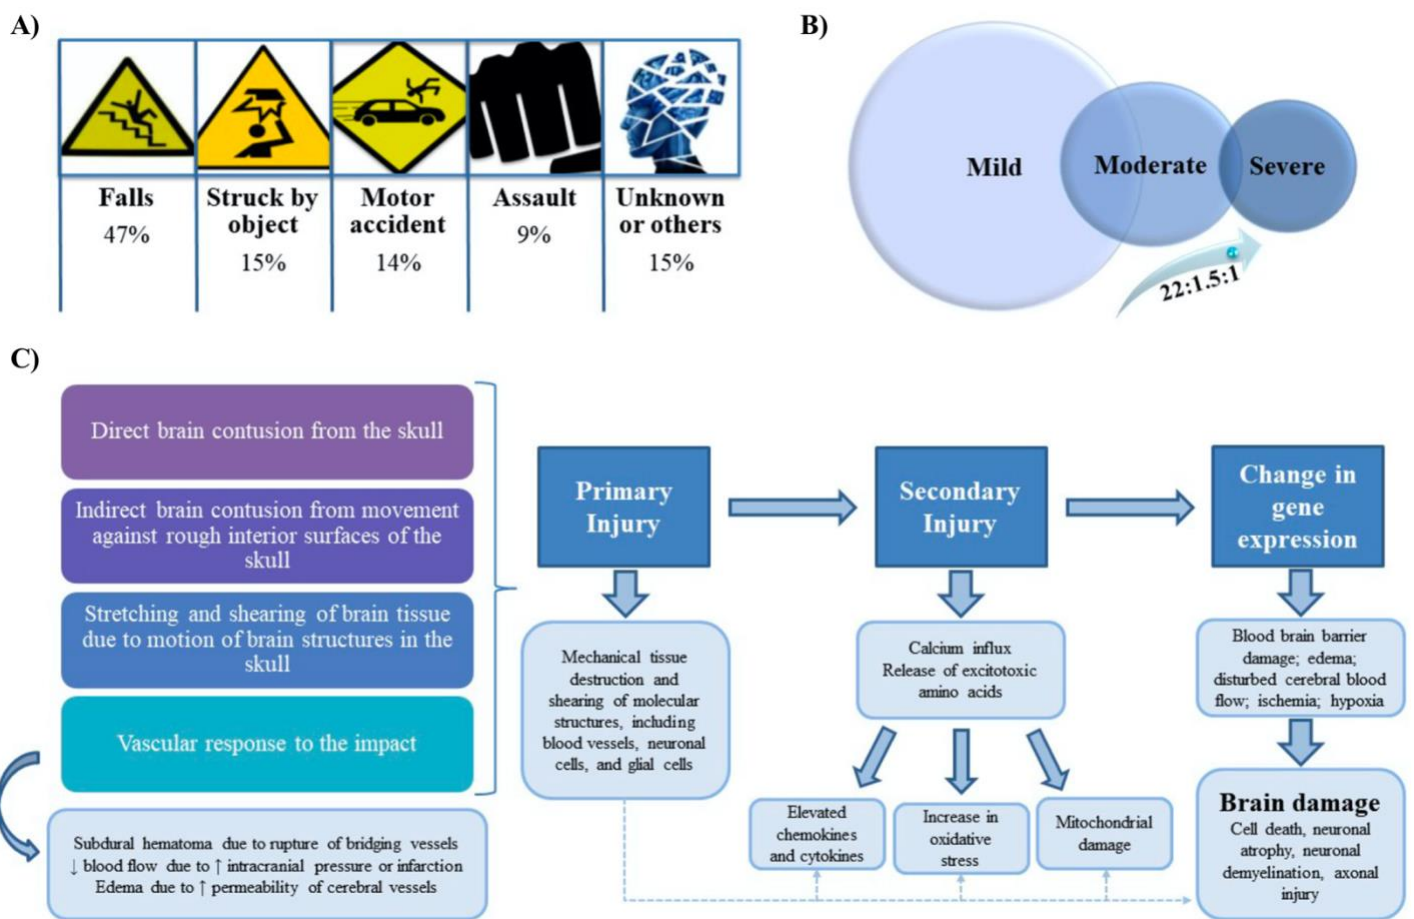 A)
Falls
47%
Struck by
object
15%
Motor
accident
14%
Assault
9%
Unknown
or others
15%
B)
Mild
Moderate
Severe
22:1.5:1
C)
Direct brain contusion from the skull
Indirect brain contusion from movement
against rough interior surfaces of the
skull
Stretching and shearing of brain tissue
due to motion of brain structures in the
skull
Vascular response to the impact
Subdural hematoma due to rupture of bridging vessels
↓ blood flow due to ↑ intracranial pressure or infarction
Edema due to ↑ permeability of cerebral vessels
Primary
Injury
Mechanical tissue
destruction and
shearing of molecular
structures, including
blood vessels, neuronal
cells, and glial cells
Secondary
Injury
Calcium influx
Release of excitotoxic
amino acids
Elevated
chemokines
and cytokines
Increase in
oxidative
stress
Mitochondrial
damage
Change in
gene
expression
Blood brain barrier
damage; edema;
disturbed cerebral blood
flow; ischemia; hypoxia
Brain damage
Cell death, neuronal
atrophy, neuronal
demyelination, axonal
injury